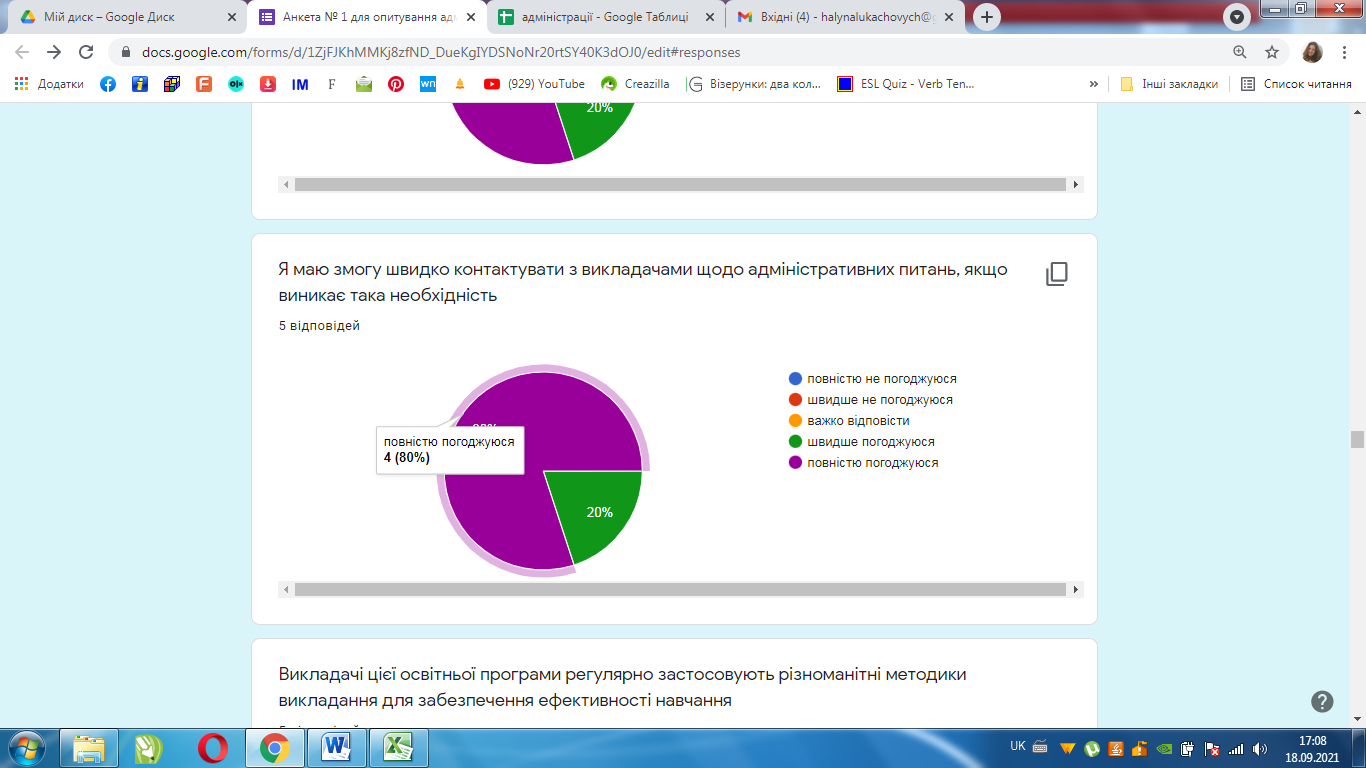 Мій диск – Google Диск
Анкета № 1 для опитування адм
адміністрації - Google Таблиці
Вхідні (4) - halynalukachovych@g
docs.google.com/forms/d/1ZjFJKhMMKj8zfND_DueKgIYDSNoNr20rtSY40K3dOJ0/edit#responses
Додатки
IM
F
wn
(929) YouTube
Creazilla
Візерунки: два кол...
ESL Quiz - Verb Ten...
»
Інші закладки
Список читання
20%
Я маю змогу швидко контактувати з викладачами щодо адміністративних питань, якщо
виникає така необхідність
5 відповідей
повністю погоджуюся
4 (80%)
20%
повністю не погоджуюся
швидше не погоджуюся
важко відповісти
швидше погоджуюся
повністю погоджуюся
Викладачі цієї освітньої програми регулярно застосовують різноманітні методики
викладання для забезпечення ефективності навчання
UK
17:08
18.09.2021